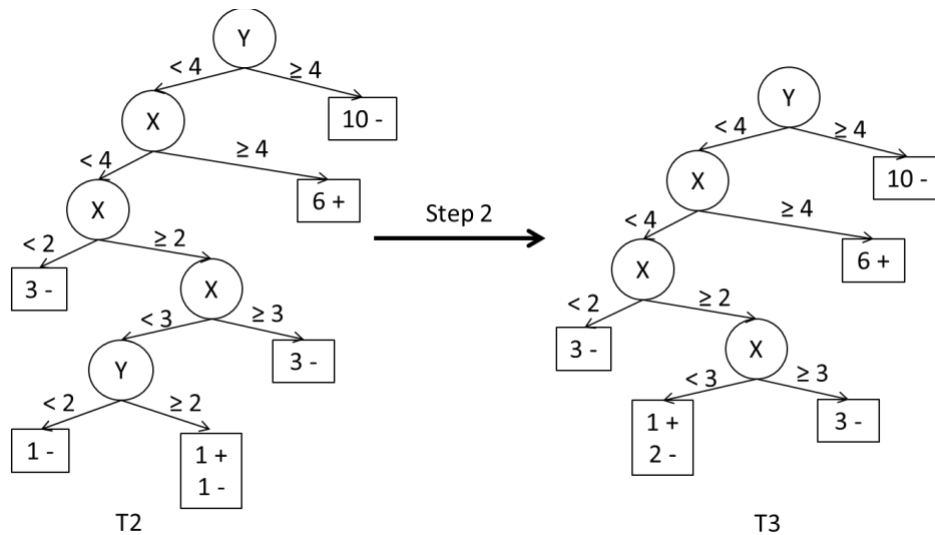 Y
< 4
≥ 4
X
10 -
< 4
≥ 4
X
6 +
< 2
≥ 2
3 -
X
< 3
≥ 3
Y
3 -
< 2
≥ 2
1 -
1 +
1 -
T2
Step 2
Y
< 4
≥ 4
X
10 -
< 4
≥ 4
X
6 +
< 2
≥ 2
3 -
X
< 3
≥ 3
1 +
2 -
3 -
T3